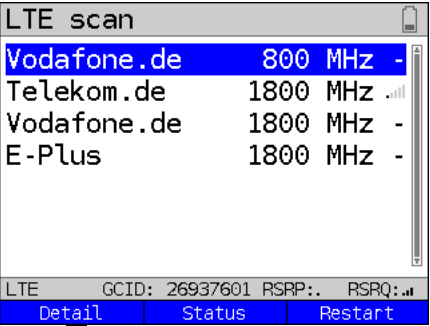 LTE scan
Vodafone.de 800 MHz -
Telekom.de 1800 MHz
Vodafone.de 1800 MHz -
E-Plus 1800 MHz -
LTE GCID: 26937601 RSRP:. RSRQ:
Detail Status Restart